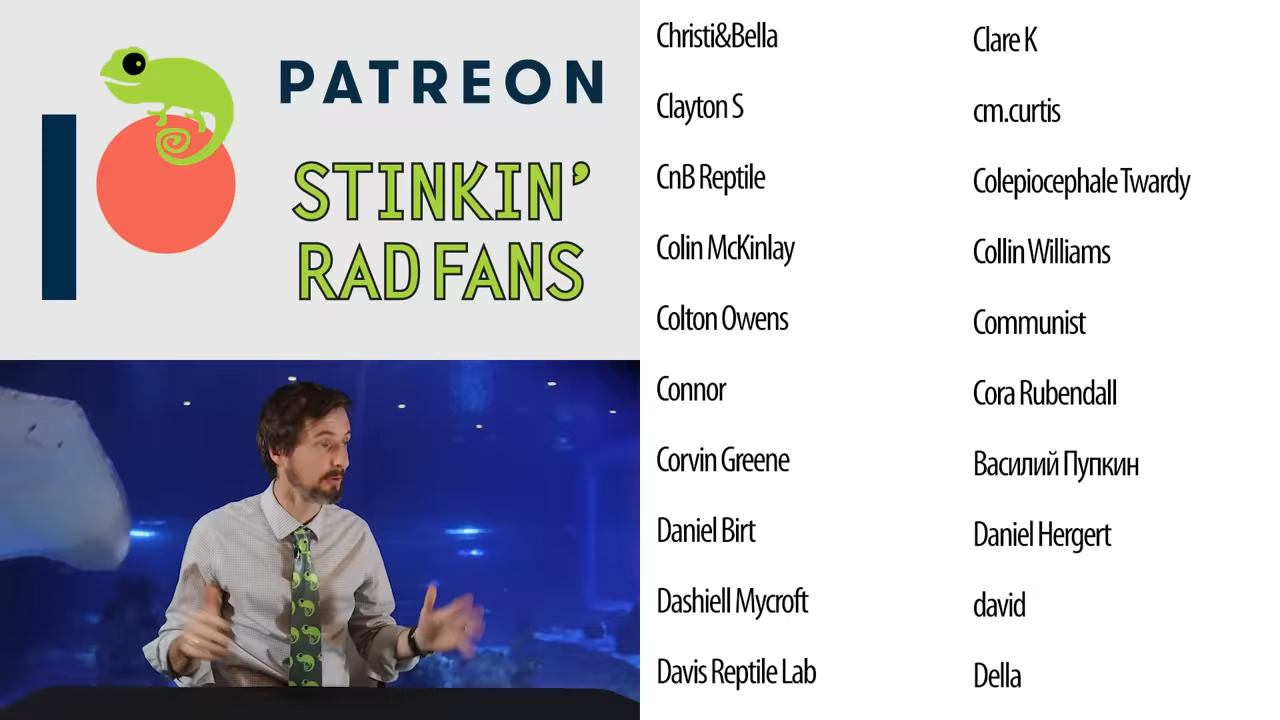 PATREON
STINKIN'
RAD FANS
Christi&Bella
Clayton S
CnB Reptile
Colin McKinlay
Colton Owens
Connor
Corvin Greene
Daniel Birt
Dashiell Mycroft
Davis Reptile Lab
Clare K
cm.curtis
Colepiocephale Twardy
Collin Williams
Communist
Cora Rubendall
Василий Пупкин
Daniel Hergert
david
Della